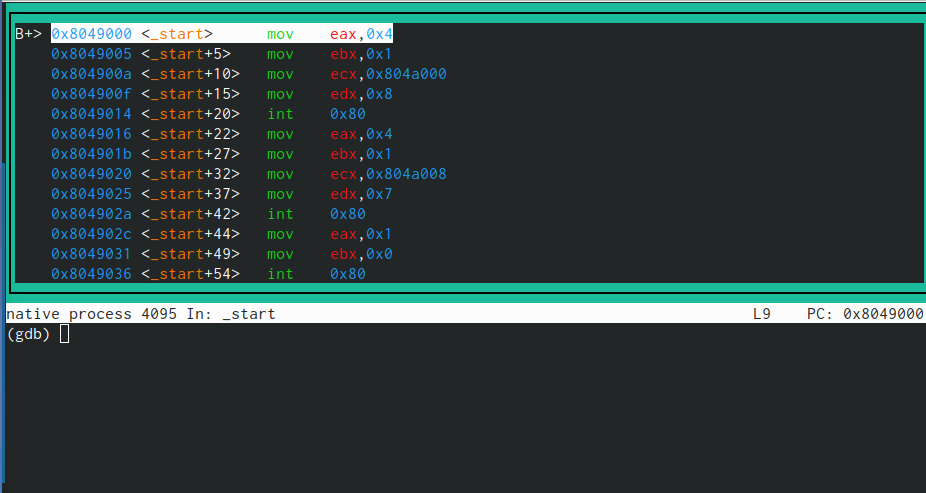 B+> 0x8049000 <_start> mov eax,0x4
0x8049005 <_start+5> mov ebx,0x1
0x804900a <_start+10> mov ecx,0x804a000
0x804900f <_start+15> mov edx,0x8
0x8049014 <_start+20> int 0x80
0x8049016 <_start+22> mov eax,0x4
0x804901b <_start+27> mov ebx,0x1
0x8049020 <_start+32> mov ecx,0x804a008
0x8049025 <_start+37> mov edx,0x7
0x804902a <_start+42> int 0x80
0x804902c <_start+44> mov eax,0x1
0x8049031 <_start+49> mov ebx,0x0
0x8049036 <_start+54> int 0x80
native process 4095 In: _start L9 PC: 0x8049000
(gdb)